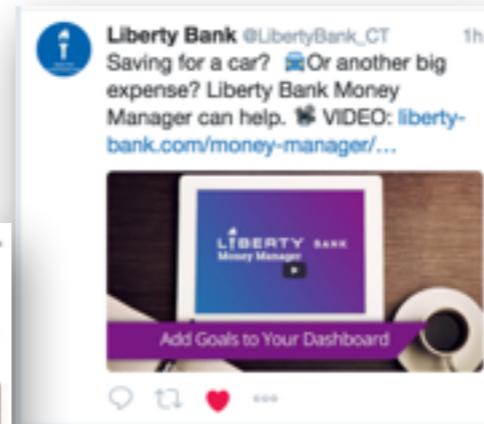 Liberty Bank @LibertyBank_CT 1h
Saving for a car? 🚘Or another big
expense? Liberty Bank Money
Manager can help. 📽 VIDEO: liberty-
bank.com/money-manager/...
LIBERTY BANK
Money Manager
Add Goals to Your Dashboard